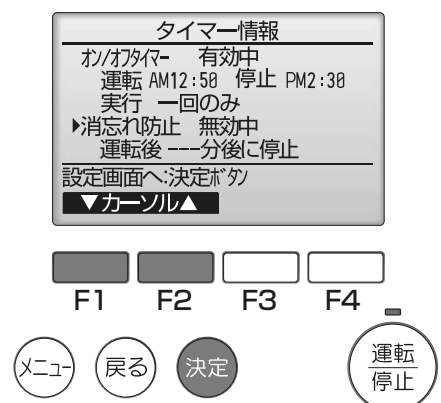 タイマー情報
オン/オフタイマー 有効中
運転 AM12:50 停止 PM2:30
実行 一回のみ
▶消忘れ防止 無効中
運転後 ---分後に停止
設定画面へ:決定ボタン
▼カーソル▲
F1 F2 F3 F4
メニュー 戻る 決定 運転
停止